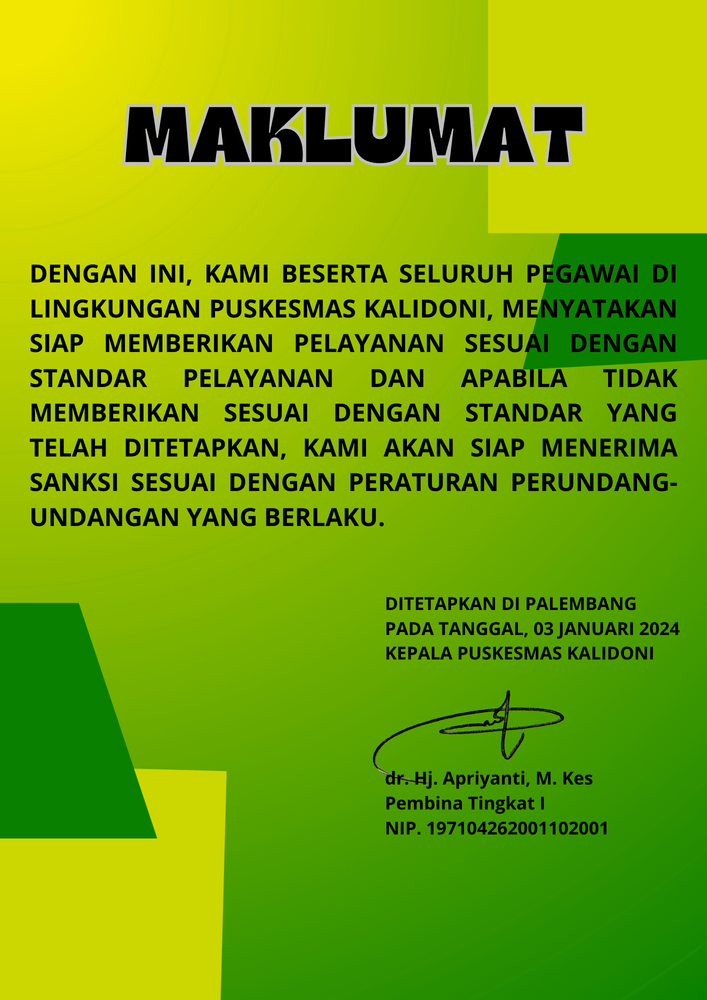 MAKLUMAT
DENGAN INI, KAMI BESERTA SELURUH PEGAWAI DI
LINGKUNGAN PUSKESMAS KALIDONI, MENYATAKAN
SIAP MEMBERIKAN PELAYANAN SESUAI DENGAN
STANDAR PELAYANAN DAN APABILA TIDAK
MEMBERIKAN SESUAI DENGAN STANDAR YANG
TELAH DITETAPKAN, KAMI AKAN SIAP MENERIMA
SANKSI SESUAI DENGAN PERATURAN PERUNDANG-
UNDANGAN YANG BERLAKU.
DITETAPKAN DI PALEMBANG
PADA TANGGAL, 03 JANUARI 2024
KEPALA PUSKESMAS KALIDONI
dr. Hj. Apriyanti, M. Kes
Pembina Tingkat I
NIP. 197104262001102001